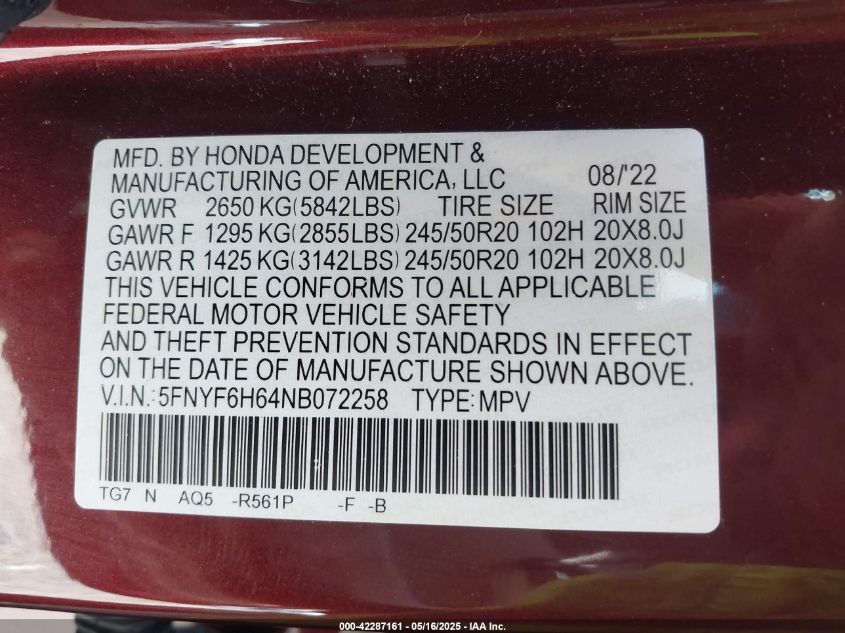 MFD. BY HONDA DEVELOPMENT &
MANUFACTURING OF AMERICA, LLC 08/'22
GVWR 2650 KG(5842LBS) TIRE SIZE RIM SIZE
GAWR F 1295 KG(2855LBS) 245/50R20 102H 20X8.0J
GAWR R 1425 KG(3142LBS) 245/50R20 102H 20X8.0J
THIS VEHICLE CONFORMS TO ALL APPLICABLE
FEDERAL MOTOR VEHICLE SAFETY
AND THEFT PREVENTION STANDARDS IN EFFECT
ON THE DATE OF MANUFACTURE SHOWN ABOVE.
V.I.N.: 5FNYF6H64NB072258 TYPE: MPV
TG7 N AQ5 -R561P -F -B
000-42287161 - 05/16/2025 - IAA Inc.